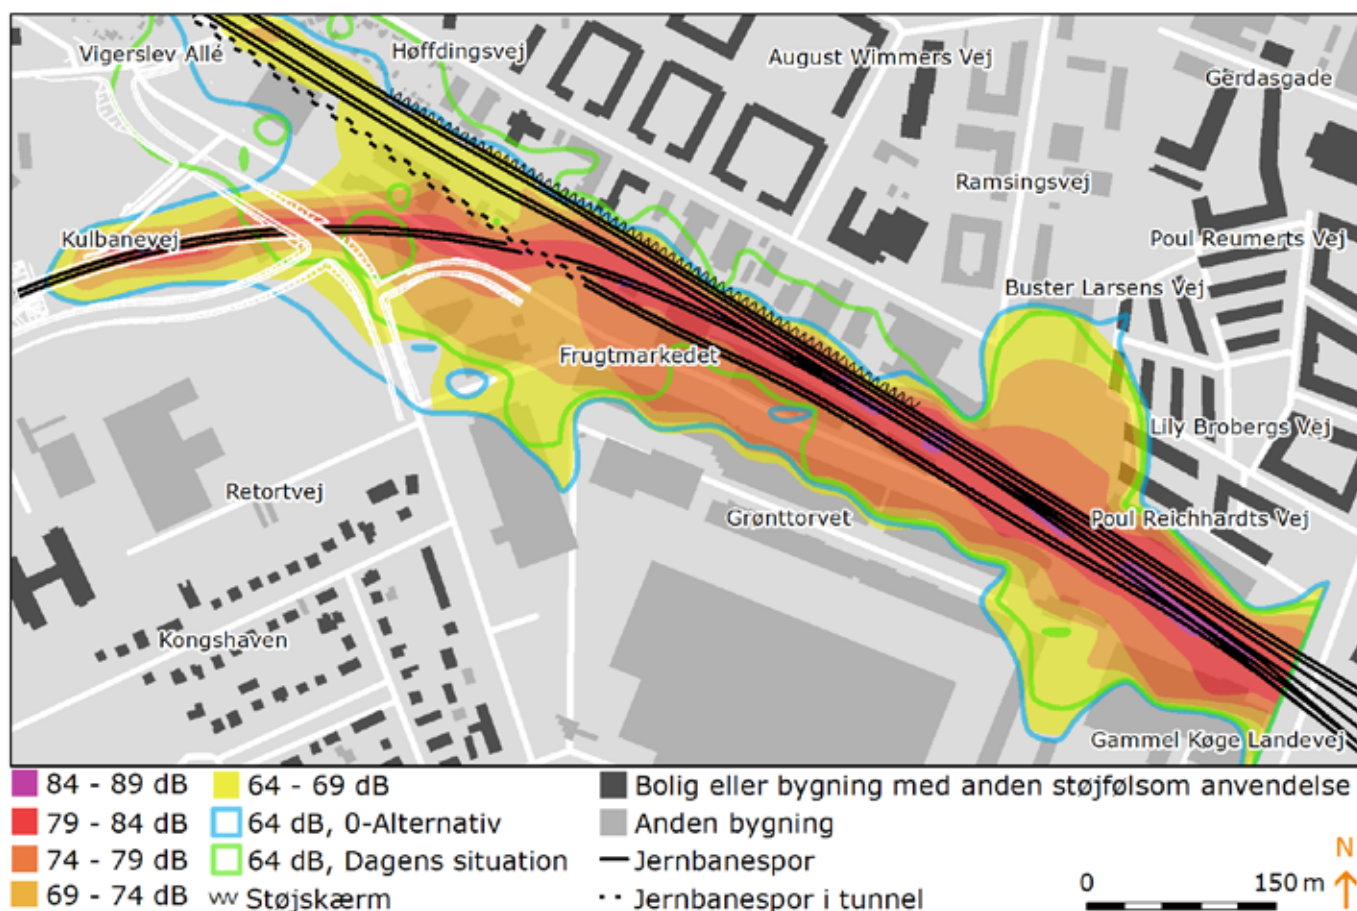 Vigerslev Allé
Høffdingsvej
August Wimmers Vej
Gerdasgade
Ramsingsvej
Kulbanevej
Poul Reumerts Vej
Buster Larsens Vej
Frugtmarkedet
Lily Brobergs Vej
Retortvej
Grønttorvet
Poul Reichhardts Vej
Kongshaven
Gammel Køge Landevej
84 - 89 dB
79 - 84 dB
74 - 79 dB
69 - 74 dB
64 - 69 dB
64 dB, 0-Alternativ
64 dB, Dagens situation
Støjskærm
Bolig eller bygning med anden støjfølsom anvendelse
Anden bygning
Jernbanespor
Jernbanespor i tunnel
0 150 m
N